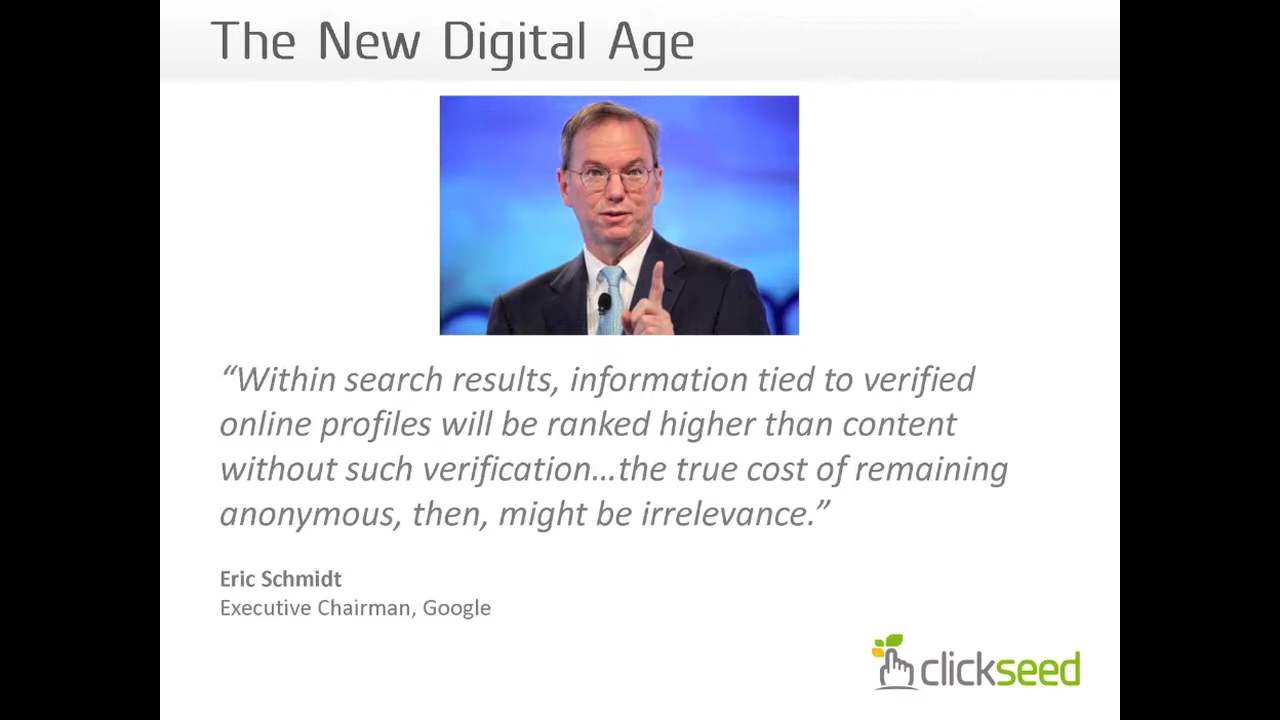 The New Digital Age
“Within search results, information tied to verified
online profiles will be ranked higher than content
without such verification…the true cost of remaining
anonymous, then, might be irrelevance.”
Eric Schmidt
Executive Chairman, Google
clickseed